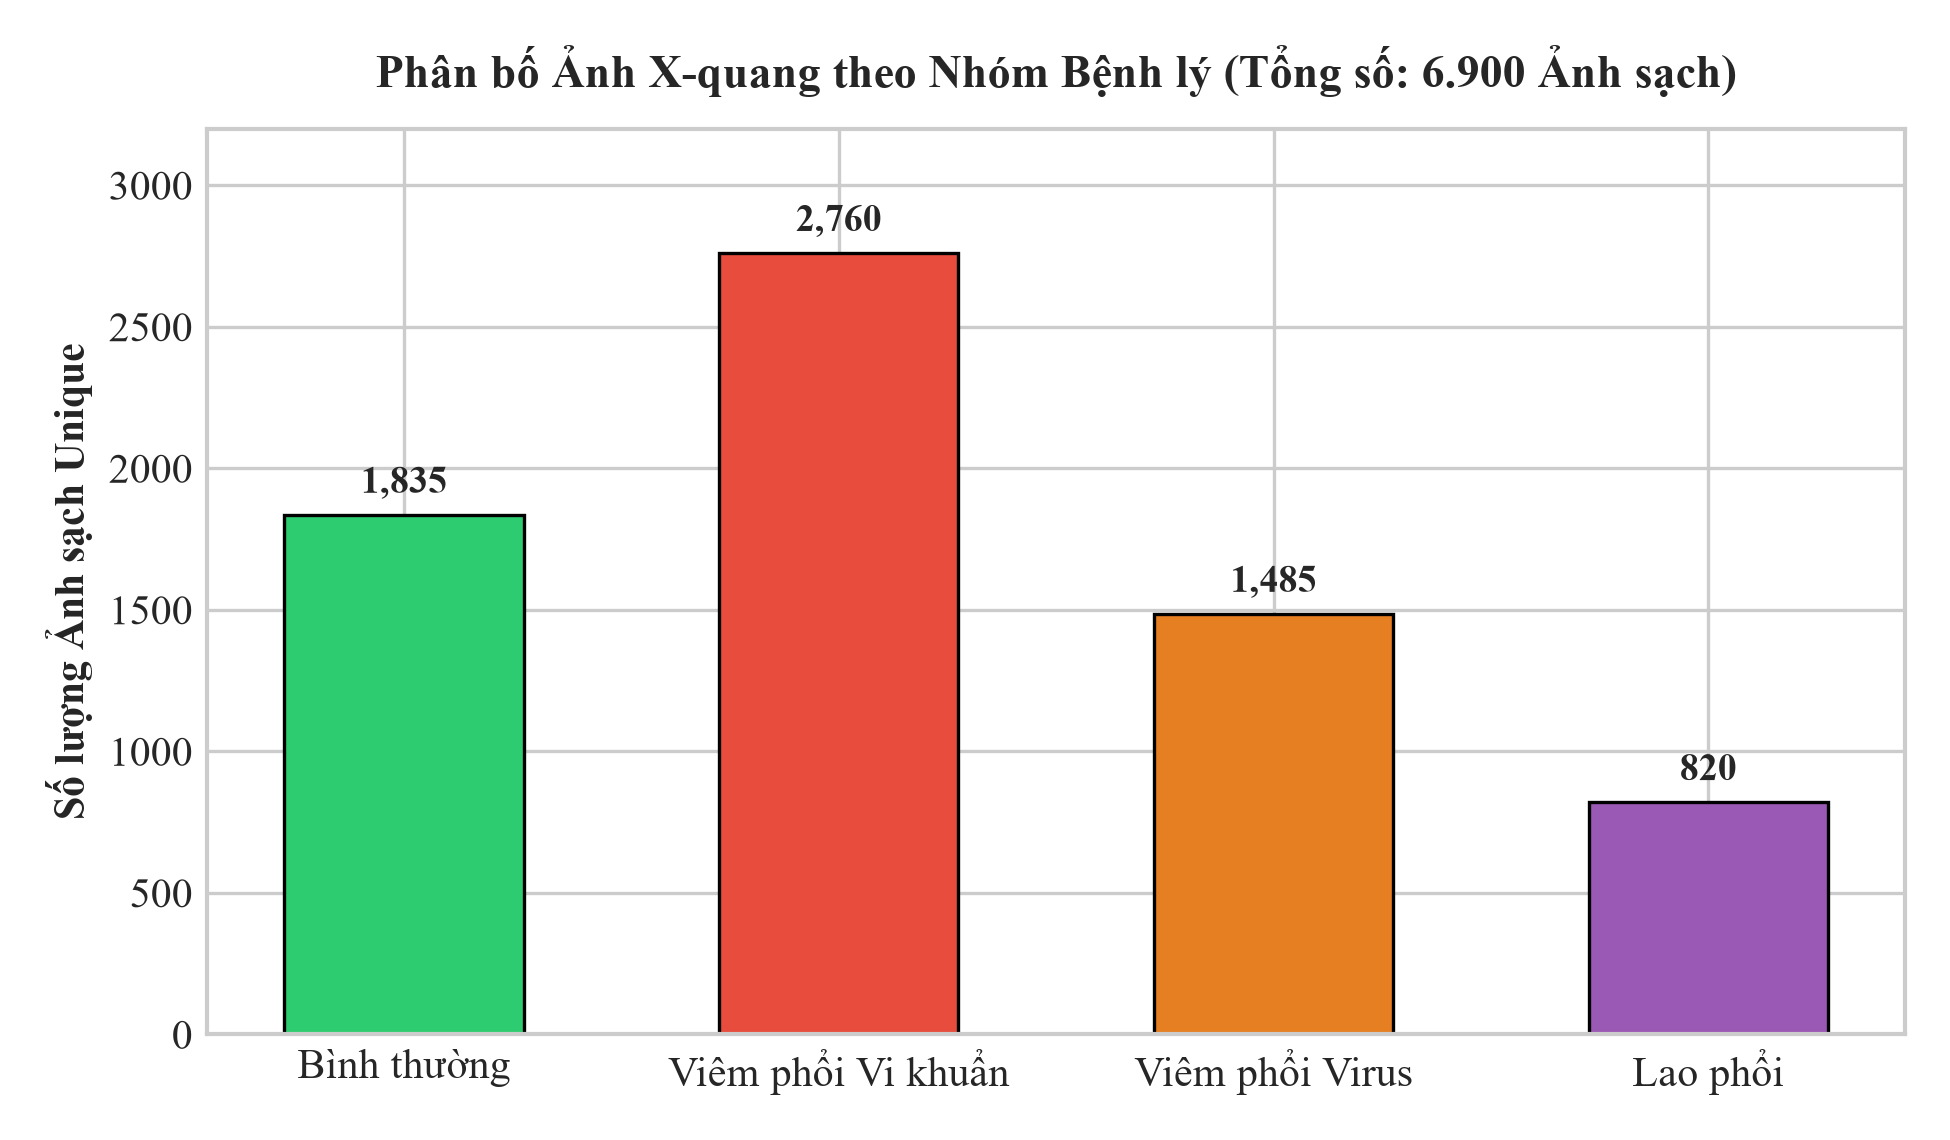 Phân bố Ảnh X-quang theo Nhóm Bệnh lý (Tổng số: 6.900 Ảnh sạch)
Số lượng Ảnh sạch Unique
3000
2500
2000
1500
1000
500
0
1,835
2,760
1,485
820
Bình thường
Viêm phổi Vi khuẩn
Viêm phổi Virus
Lao phổi